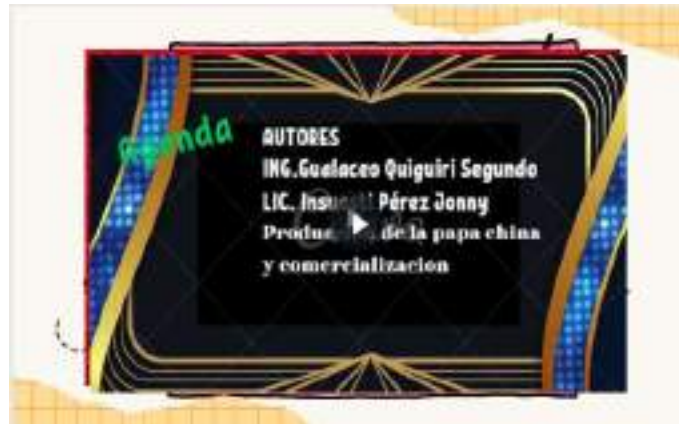 Agenda
AUTORES
ING.Gualaceo Quiguiri Segundo
LIC. Pérez Jonny
de la papa china
y comercializacion